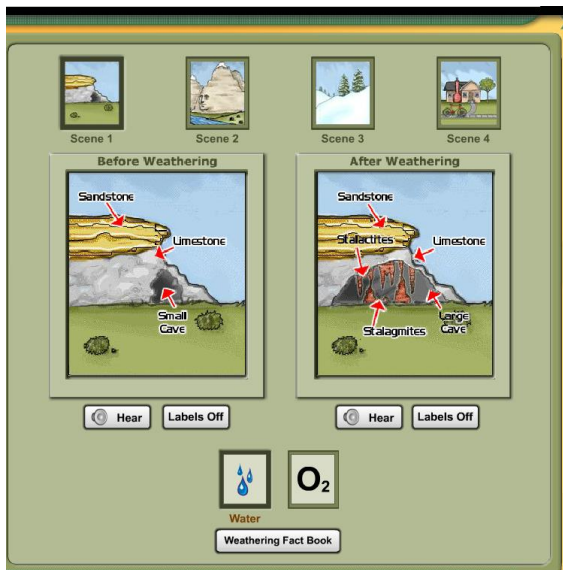 Scene 1
Scene 2
Scene 3
Scene 4
Before Weathering
After Weathering
Sandstone
Limestone
Small
Cave
Sandstone
Stalactites
Limestone
Stalagmites
Large
Cave
Hear
Labels Off
Hear
Labels Off
O₂
Water
Weathering Fact Book